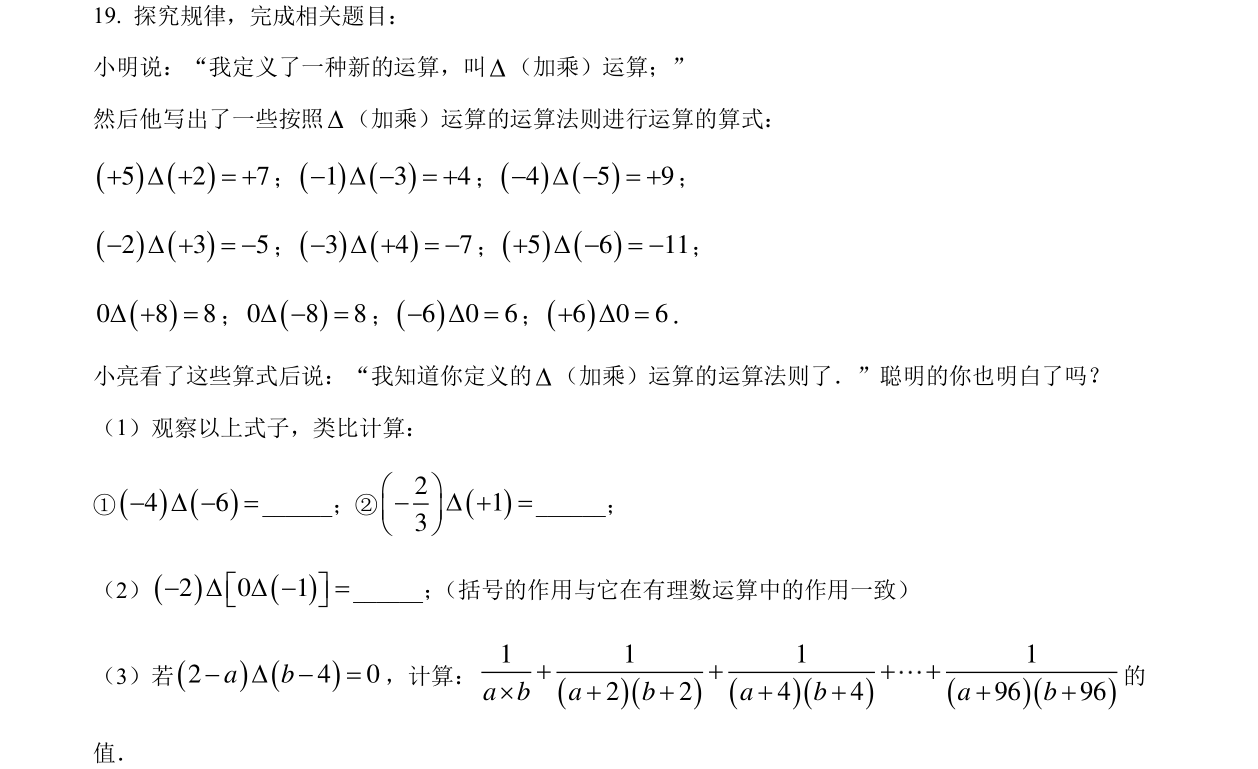 19. 探究规律，完成相关题目：
小明说：“我定义了一种新的运算，叫Δ（加乘）运算；”
然后他写出了一些按照Δ（加乘）运算的运算法则进行运算的算式：
(+5)Δ(+2)=+7；(−1)Δ(−3)=+4；(−4)Δ(−5)=+9；
(−2)Δ(+3)=−5；(−3)Δ(+4)=−7；(+5)Δ(−6)=−11；
0Δ(+8)=8；0Δ(−8)=8；(−6)Δ0=6；(+6)Δ0=6．
小亮看了这些算式后说：“我知道你定义的Δ（加乘）运算的运算法则了．”聪明的你也明白了吗？
（1）观察以上式子，类比计算：
①(−4)Δ(−6)=______；②(−2/3)Δ(+1)=______；
（2）(−2)Δ[0Δ(−1)]=______；（括号的作用与它在有理数运算中的作用一致）
（3）若(2−a)Δ(b−4)=0，计算：1/(a×b)+1/((a+2)(b+2))+1/((a+4)(b+4))+⋯+1/((a+96)(b+96))的
值．